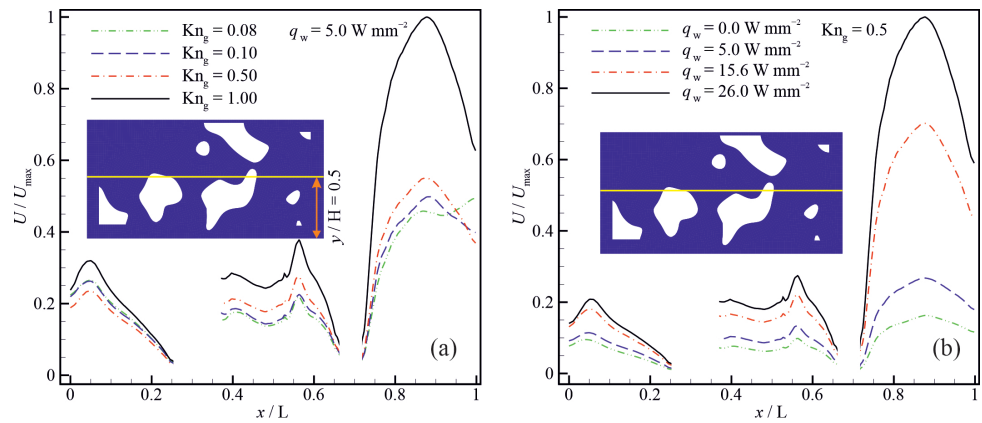 Kn_g = 0.08 q_w = 5.0 W mm⁻²
Kn_g = 0.10
Kn_g = 0.50
Kn_g = 1.00
1
0.8
0.6
0.4
0.2
0
U / U_max
y / H = 0.5
(a)
0 0.2 0.4 0.6 0.8 1
x / L
q_w = 0.0 W mm⁻² Kn_g = 0.5
q_w = 5.0 W mm⁻²
q_w = 15.6 W mm⁻²
q_w = 26.0 W mm⁻²
1
0.8
0.6
0.4
0.2
0
U / U_max
(b)
0 0.2 0.4 0.6 0.8 1
x / L